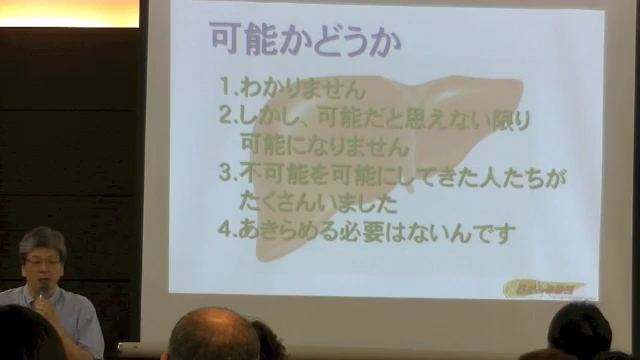 可能かどうか
1.わかりません
2.しかし、可能だと思えない限り
可能になりません
3.不可能を可能にしてきた人たちが
たくさんいました
4.あきらめる必要はないんです